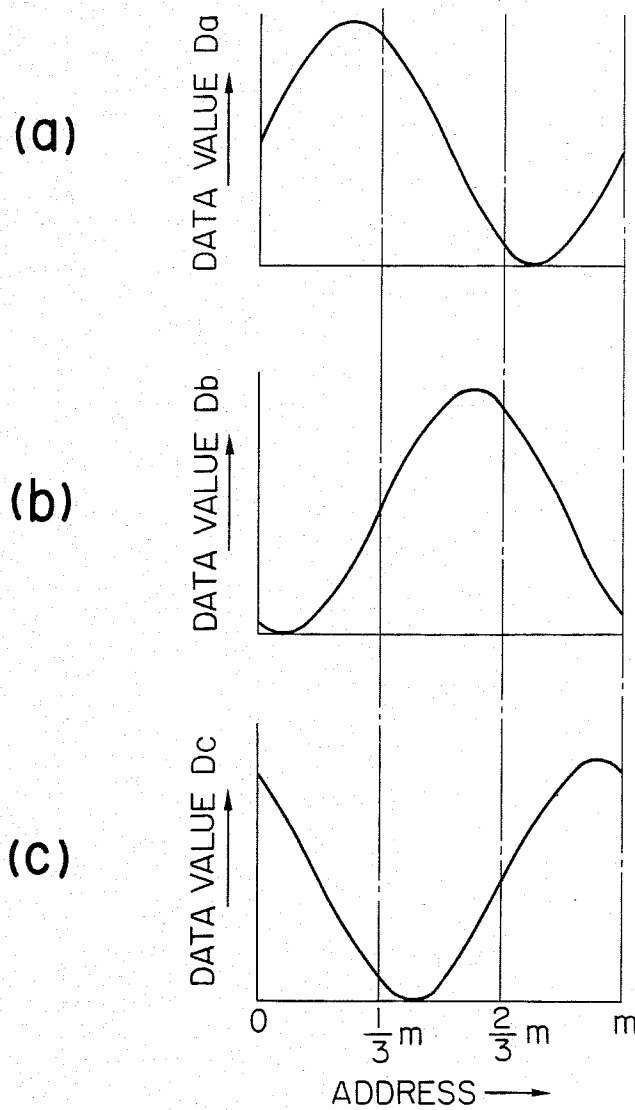 (a)
DATA VALUE Da
(b)
DATA VALUE Db
(c)
DATA VALUE Dc
0 1/3 m 2/3 m m
ADDRESS